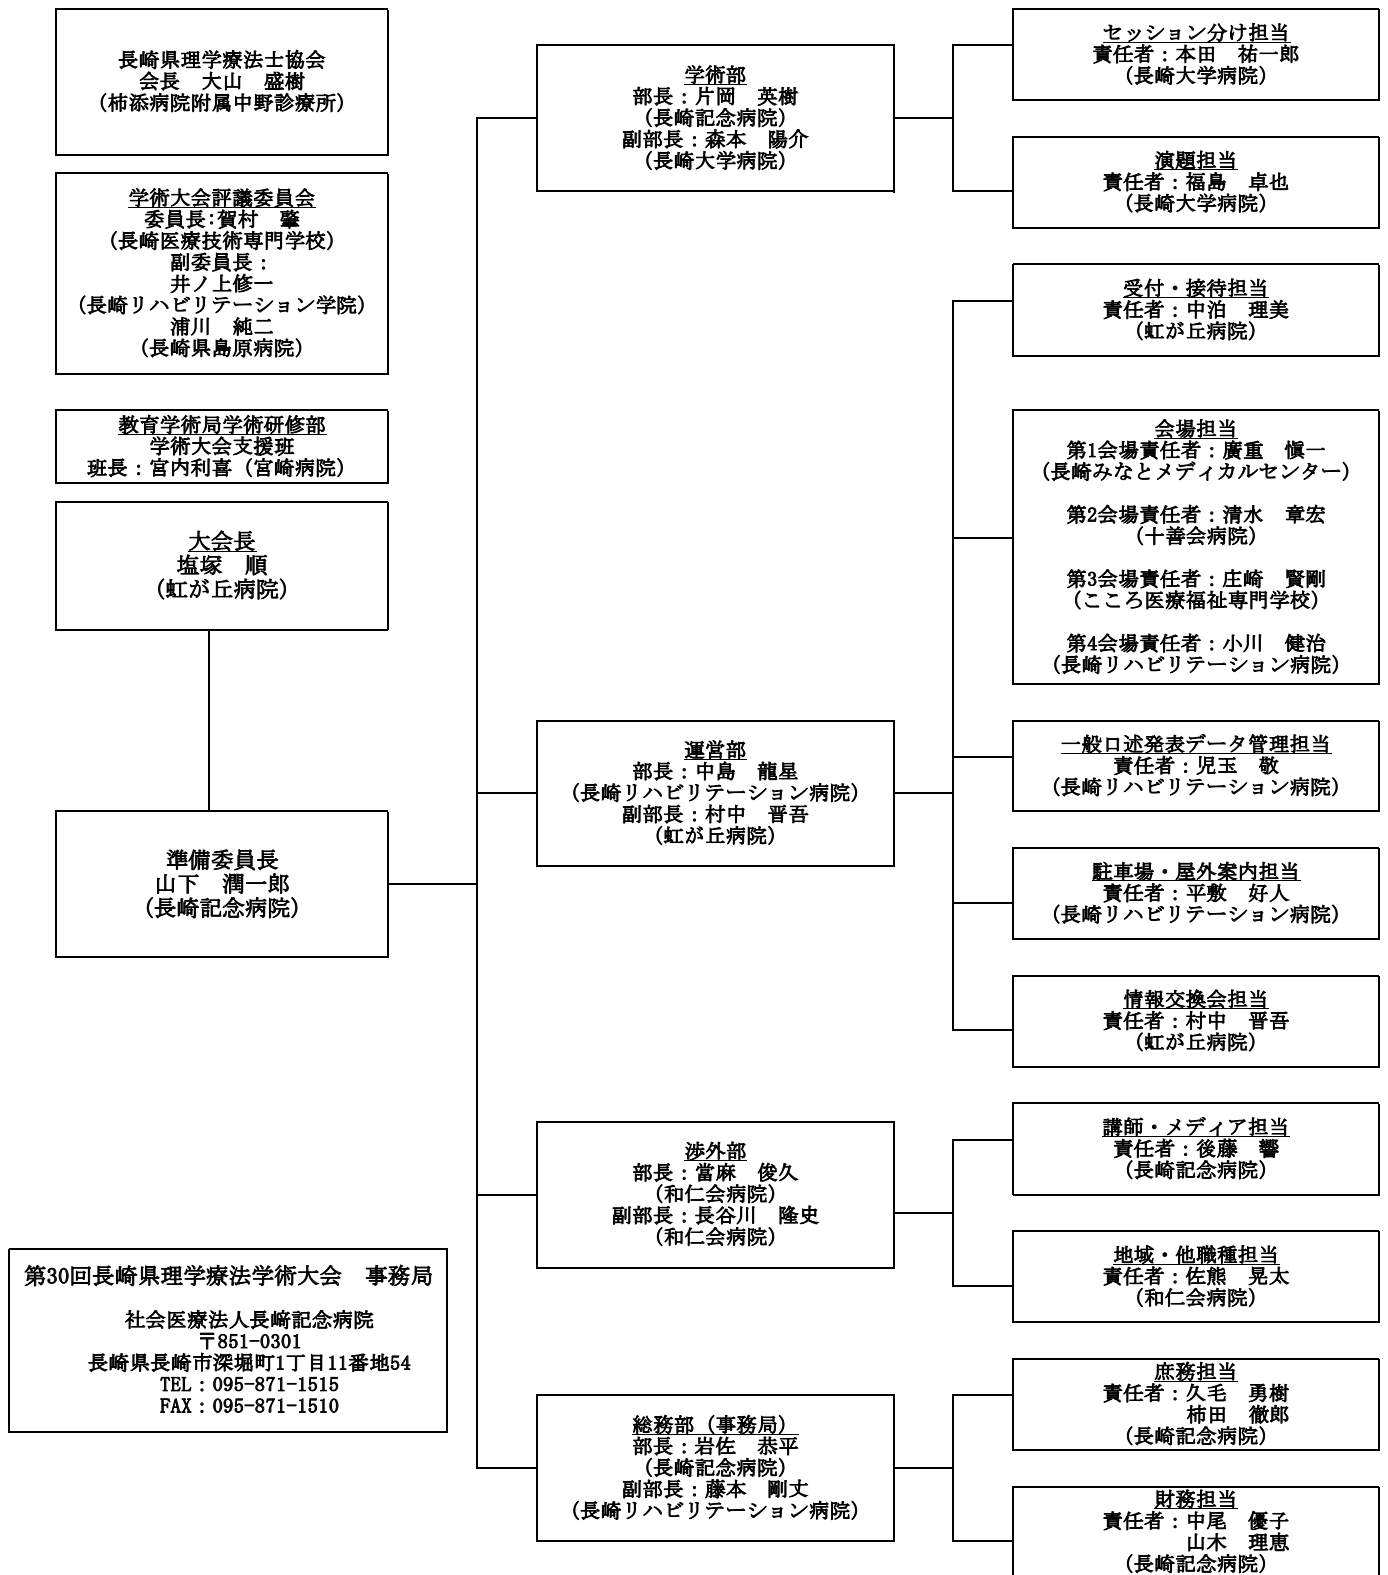 長崎県理学療法士協会
会長　大山　盛樹
(柿添病院附属中野診療所)
学術大会評議委員会
委員長:賀村　肇
(長崎医療技術専門学校)
副委員長：
井ノ上修一
(長崎リハビリテーション学院)
浦川　純二
(長崎県島原病院)
教育学術局学術研修部
学術大会支援班
班長：宮内利喜（宮崎病院）
大会長
塩塚　順
(虹が丘病院)
準備委員長
山下　潤一郎
(長崎記念病院)
第30回長崎県理学療法学術大会　事務局
社会医療法人長﨑記念病院
〒851-0301
長崎県長崎市深堀町1丁目11番地54
TEL：095-871-1515
FAX：095-871-1510
学術部
部長：片岡　英樹
(長崎記念病院)
副部長：森本　陽介
(長崎大学病院)
運営部
部長：中島　龍星
(長崎リハビリテーション病院)
副部長：村中　晋吾
(虹が丘病院)
渉外部
部長：當麻　俊久
(和仁会病院)
副部長：長谷川　隆史
(和仁会病院)
総務部（事務局）
部長：岩佐　恭平
(長崎記念病院)
副部長：藤本　剛丈
(長崎リハビリテーション病院)
セッション分け担当
責任者：本田　祐一郎
(長崎大学病院)
演題担当
責任者：福島　卓也
(長崎大学病院)
受付・接待担当
責任者：中泊　理美
(虹が丘病院)
会場担当
第1会場責任者：廣重　愼一
(長崎みなとメディカルセンター)
第2会場責任者：清水　章宏
(十善会病院)
第3会場責任者：庄崎　賢剛
(こころ医療福祉専門学校)
第4会場責任者：小川　健治
(長崎リハビリテーション病院)
一般口述発表データ管理担当
責任者：児玉　敬
(長崎リハビリテーション病院)
駐車場・屋外案内担当
責任者：平敷　好人
(長崎リハビリテーション病院)
情報交換会担当
責任者：村中　晋吾
(虹が丘病院)
講師・メディア担当
責任者：後藤　響
(長崎記念病院)
地域・他職種担当
責任者：佐熊　晃太
(和仁会病院)
庶務担当
責任者：久毛　勇樹
柿田　徹郎
(長崎記念病院)
財務担当
責任者：中尾　優子
山木　理恵
(長崎記念病院)